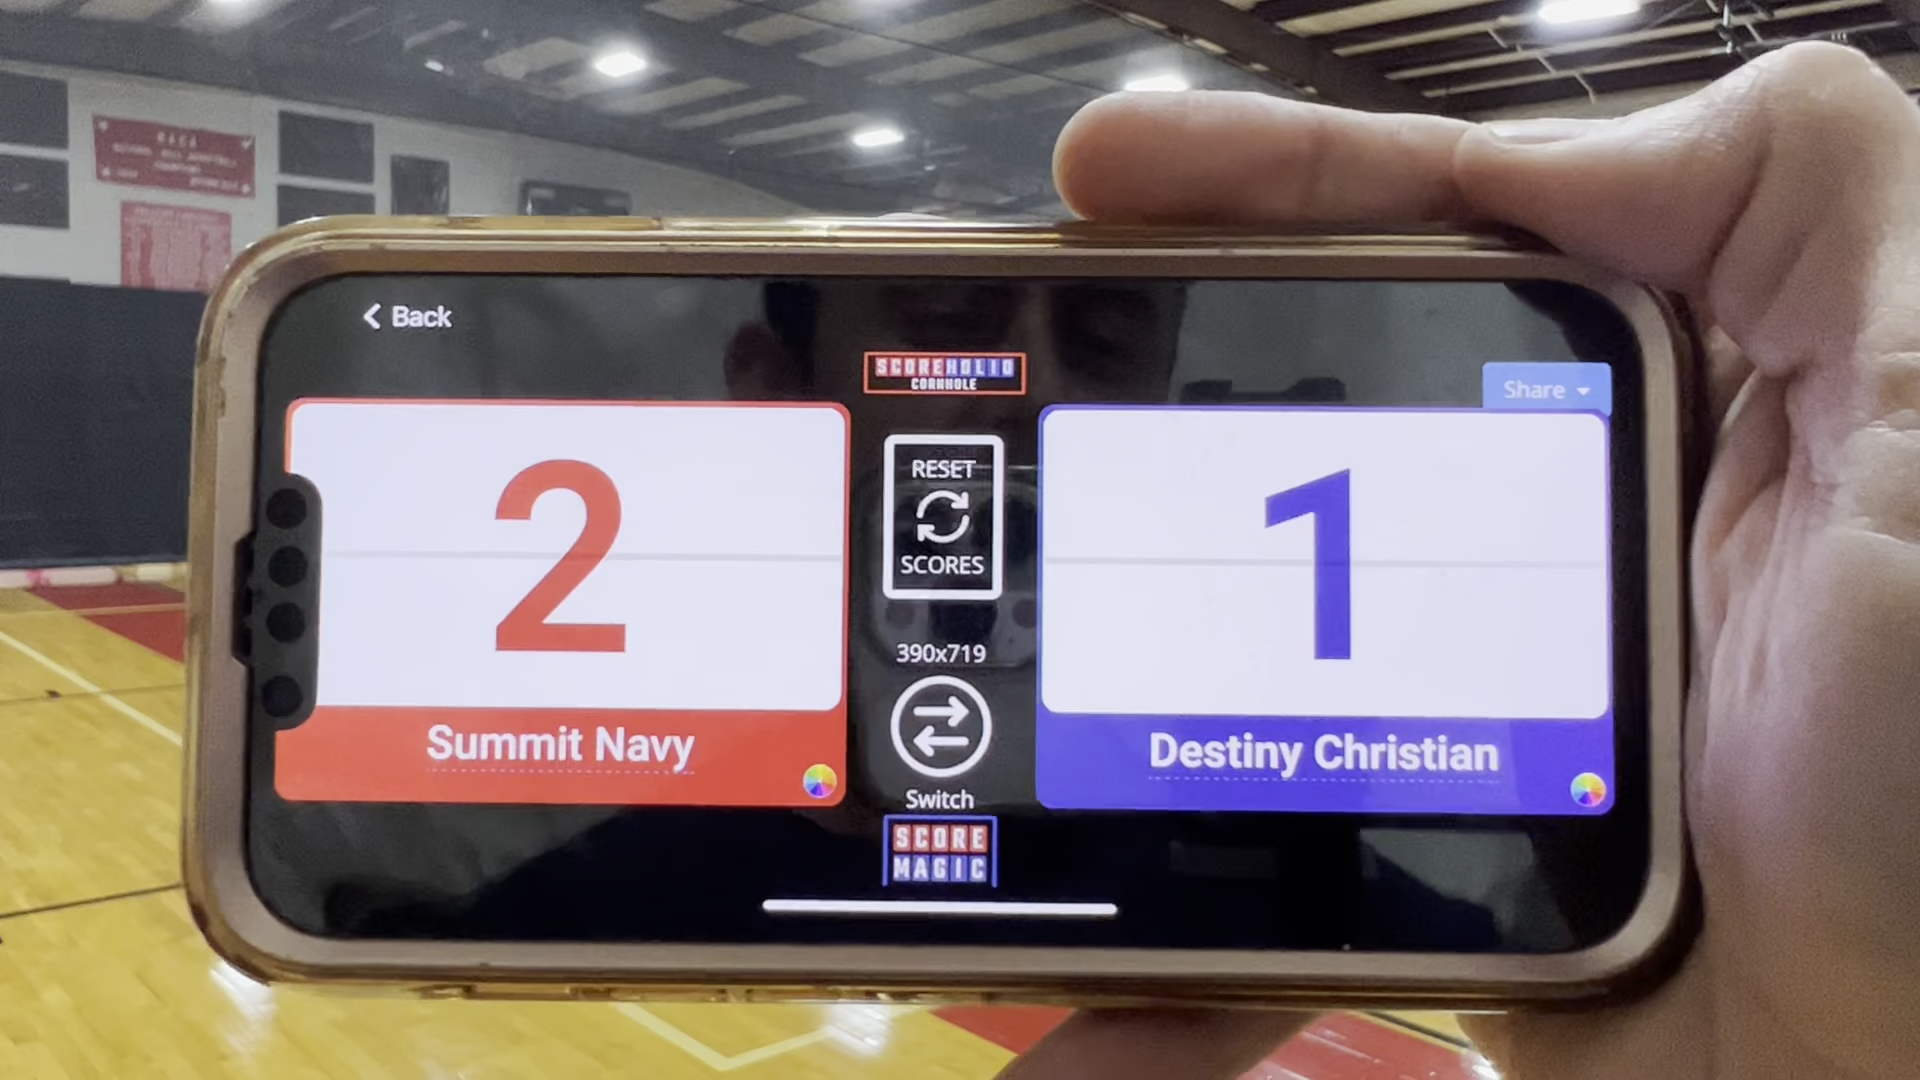 Back
SCOREHOLIO
CORNHOLE
Share
2
RESET
SCORES
1
390x719
Summit Navy
Switch
Destiny Christian
SCORE
MAGIC